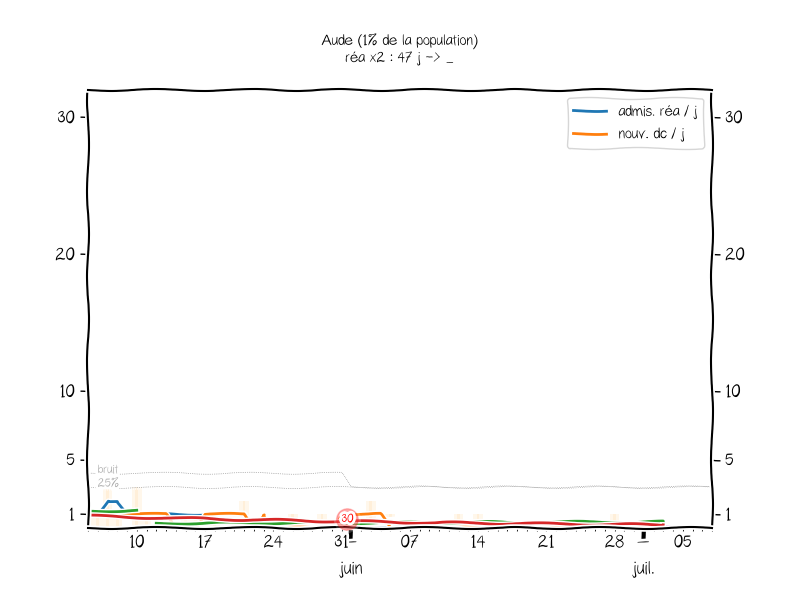 Aude (1% de la population)
réa x2 : 47 j -> _
30
30
admis. réa / j
nouv. dc / j
20
20
10
10
5
5
bruit
25%
1
1
30
10 17 24 31 07 14 21 28 05
juin juil.